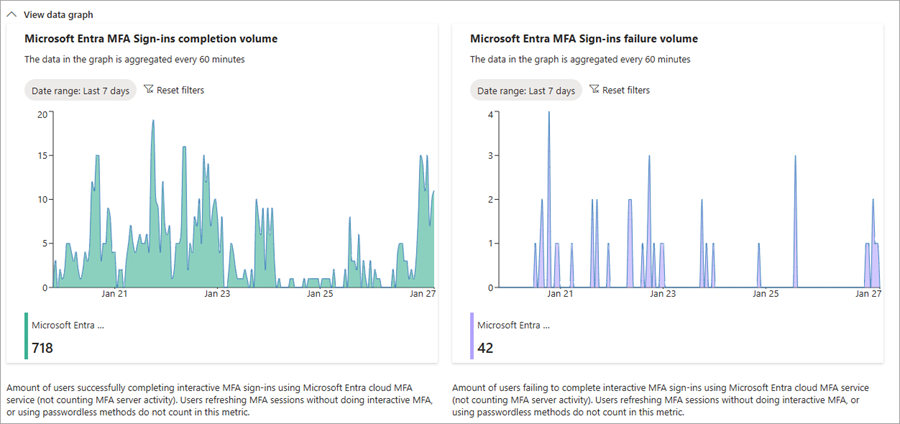 View data graph
Microsoft Entra MFA Sign-ins completion volume
The data in the graph is aggregated every 60 minutes
Date range: Last 7 days
Reset filters
20
15
10
5
0
Jan 21
Jan 23
Jan 25
Jan 27
Microsoft Entra ...
718
Amount of users successfully completing interactive MFA sign-ins using Microsoft Entra cloud MFA
service (not counting MFA server activity). Users refreshing MFA sessions without doing interactive MFA,
or using passwordless methods do not count in this metric.
Microsoft Entra MFA Sign-ins failure volume
The data in the graph is aggregated every 60 minutes
Date range: Last 7 days
Reset filters
4
3
2
1
0
Jan 21
Jan 23
Jan 25
Jan 27
Microsoft Entra ...
42
Amount of users failing to complete interactive MFA sign-ins using Microsoft Entra cloud MFA service
(not counting MFA server activity). Users refreshing MFA sessions without doing interactive MFA, or
using passwordless methods do not count in this metric.